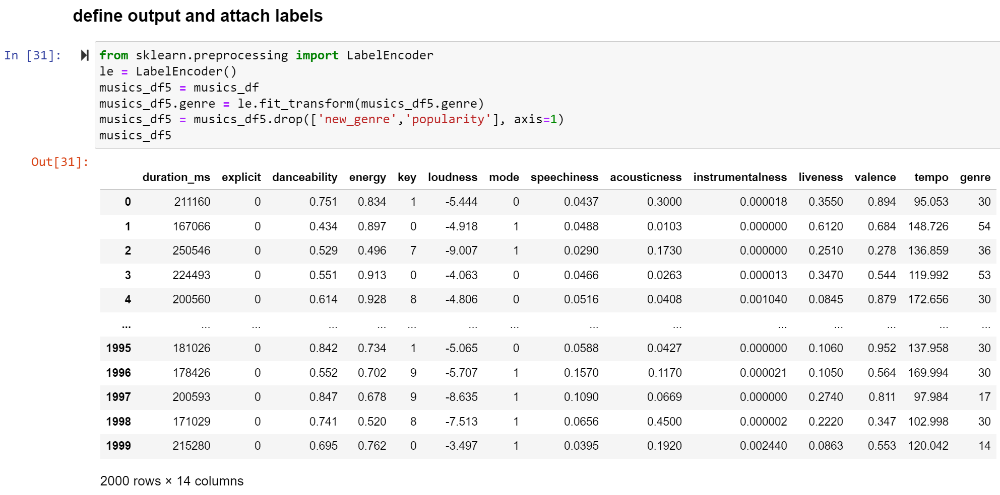 define output and attach labels
In [31]:
from sklearn.preprocessing import LabelEncoder
le = LabelEncoder()
musics_df5 = musics_df
musics_df5.genre = le.fit_transform(musics_df5.genre)
musics_df5 = musics_df5.drop(['new_genre','popularity'], axis=1)
musics_df5
Out[31]:
duration_ms explicit danceability energy key loudness mode speechiness acousticness instrumentalness liveness valence tempo genre
0 211160 0 0.751 0.834 1 -5.444 0 0.0437 0.3000 0.000018 0.3550 0.894 95.053 30
1 167066 0 0.434 0.897 0 -4.918 1 0.0488 0.0103 0.000000 0.6120 0.684 148.726 54
2 250546 0 0.529 0.496 7 -9.007 1 0.0290 0.1730 0.000000 0.2510 0.278 136.859 36
3 224493 0 0.551 0.913 0 -4.063 0 0.0466 0.0263 0.000013 0.3470 0.544 119.992 53
4 200560 0 0.614 0.928 8 -4.806 0 0.0516 0.0408 0.001040 0.0845 0.879 172.656 30
... ... ... ... ... ... ... ... ... ... ... ... ... ... ...
1995 181026 0 0.842 0.734 1 -5.065 0 0.0588 0.0427 0.000000 0.1060 0.952 137.958 30
1996 178426 0 0.552 0.702 9 -5.707 1 0.1570 0.1170 0.000021 0.1050 0.564 169.994 30
1997 200593 0 0.847 0.678 9 -8.635 1 0.1090 0.0669 0.000000 0.2740 0.811 97.984 17
1998 171029 0 0.741 0.520 8 -7.513 1 0.0656 0.4500 0.000002 0.2220 0.347 102.998 30
1999 215280 0 0.695 0.762 0 -3.497 1 0.0395 0.1920 0.002440 0.0863 0.553 120.042 14
2000 rows × 14 columns